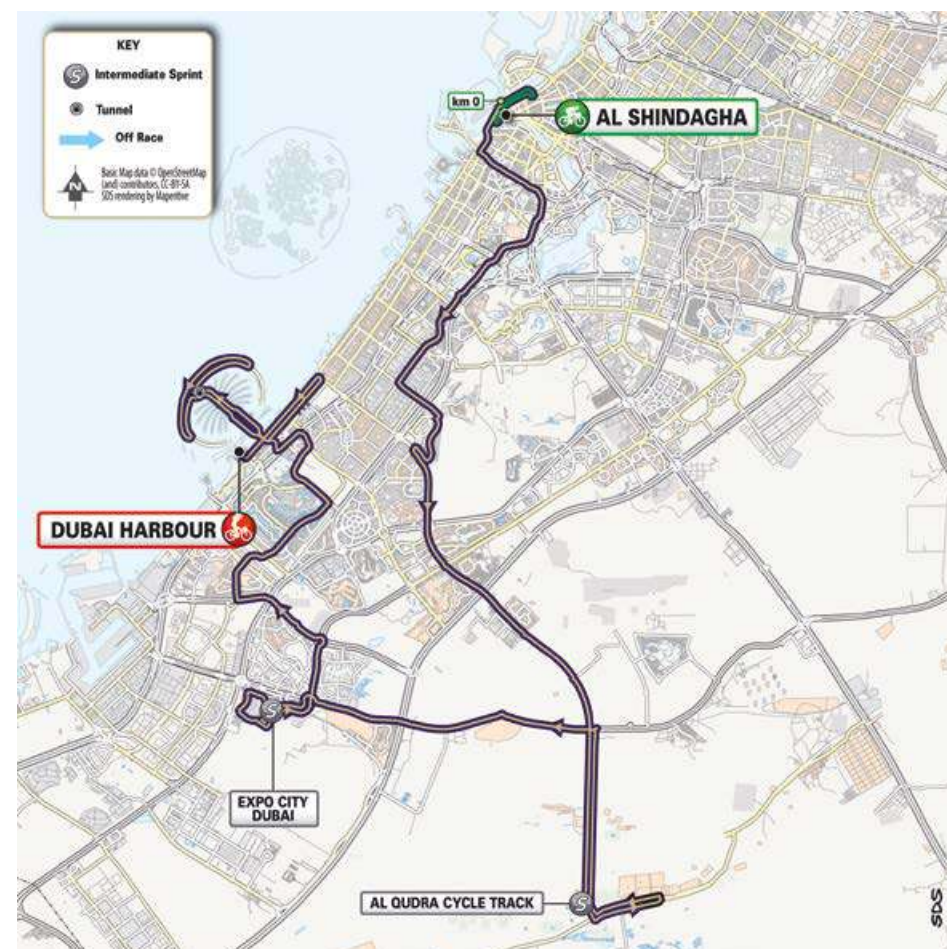 KEY
Intermediate Sprint
Tunnel
Off Race
N
Basic Map data © OpenStreetMap
(and) contributors, CC-BY-SA
SDS rendering by Maperitive
km 0
AL SHINDAGHA
DUBAI HARBOUR
S
EXPO CITY
DUBAI
AL QUDRA CYCLE TRACK
S
SDS